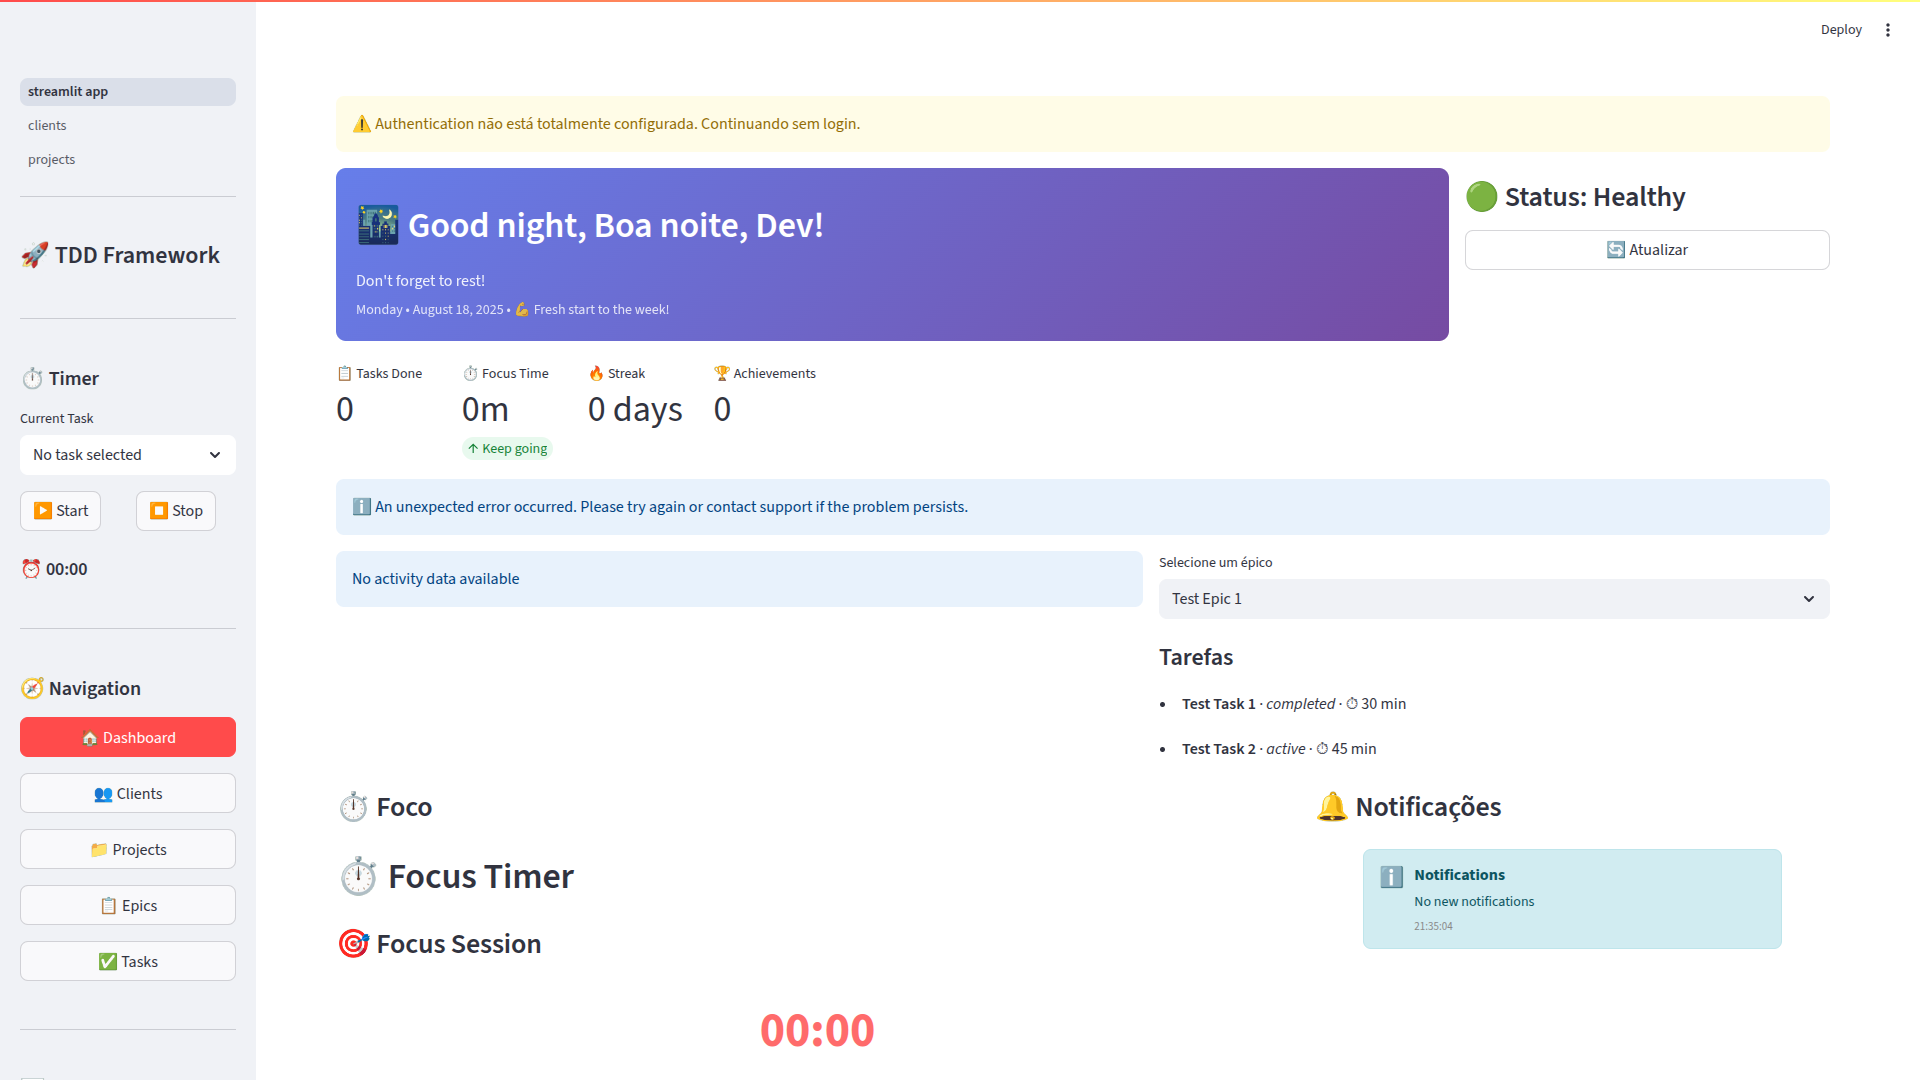 Deploy
streamlit app
clients
projects
🚀 TDD Framework
⏱️ Timer
Current Task
No task selected
▶️ Start
⏹️ Stop
⏰ 00:00
🧭 Navigation
🏠 Dashboard
👥 Clients
📁 Projects
📋 Epics
✅ Tasks
⚠️ Authentication não está totalmente configurada. Continuando sem login.
🌃 Good night, Boa noite, Dev!
Don't forget to rest!
Monday • August 18, 2025 • 💪 Fresh start to the week!
🟢 Status: Healthy
🔄 Atualizar
📋 Tasks Done
0
⏱️ Focus Time
0m
↑ Keep going
🔥 Streak
0 days
🏆 Achievements
0
ℹ️ An unexpected error occurred. Please try again or contact support if the problem persists.
No activity data available
Selecione um épico
Test Epic 1
Tarefas
• Test Task 1 · completed · ⏱ 30 min
• Test Task 2 · active · ⏱ 45 min
⏱️ Foco
⏱️ Focus Timer
🎯 Focus Session
00:00
🔔 Notificações
ℹ️ Notifications
No new notifications
21:35:04